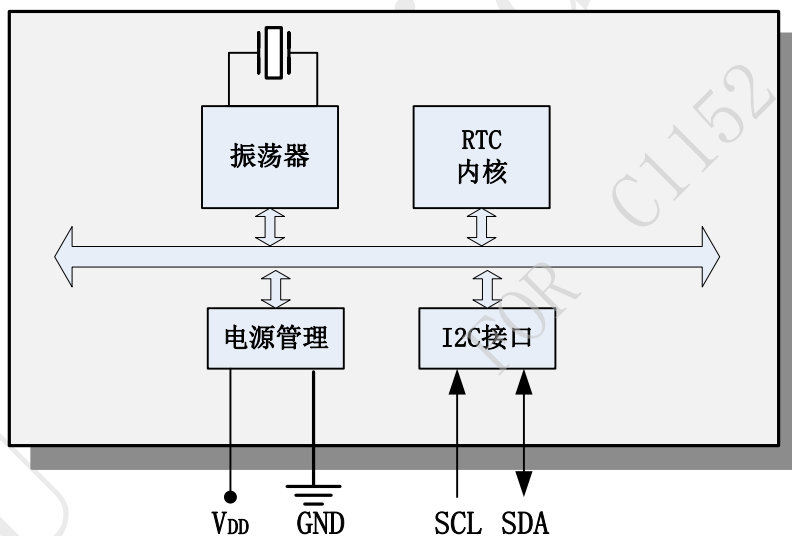 振荡器
RTC
内核
电源管理
I2C接口
VDD
GND
SCL
SDA
FOR C1152